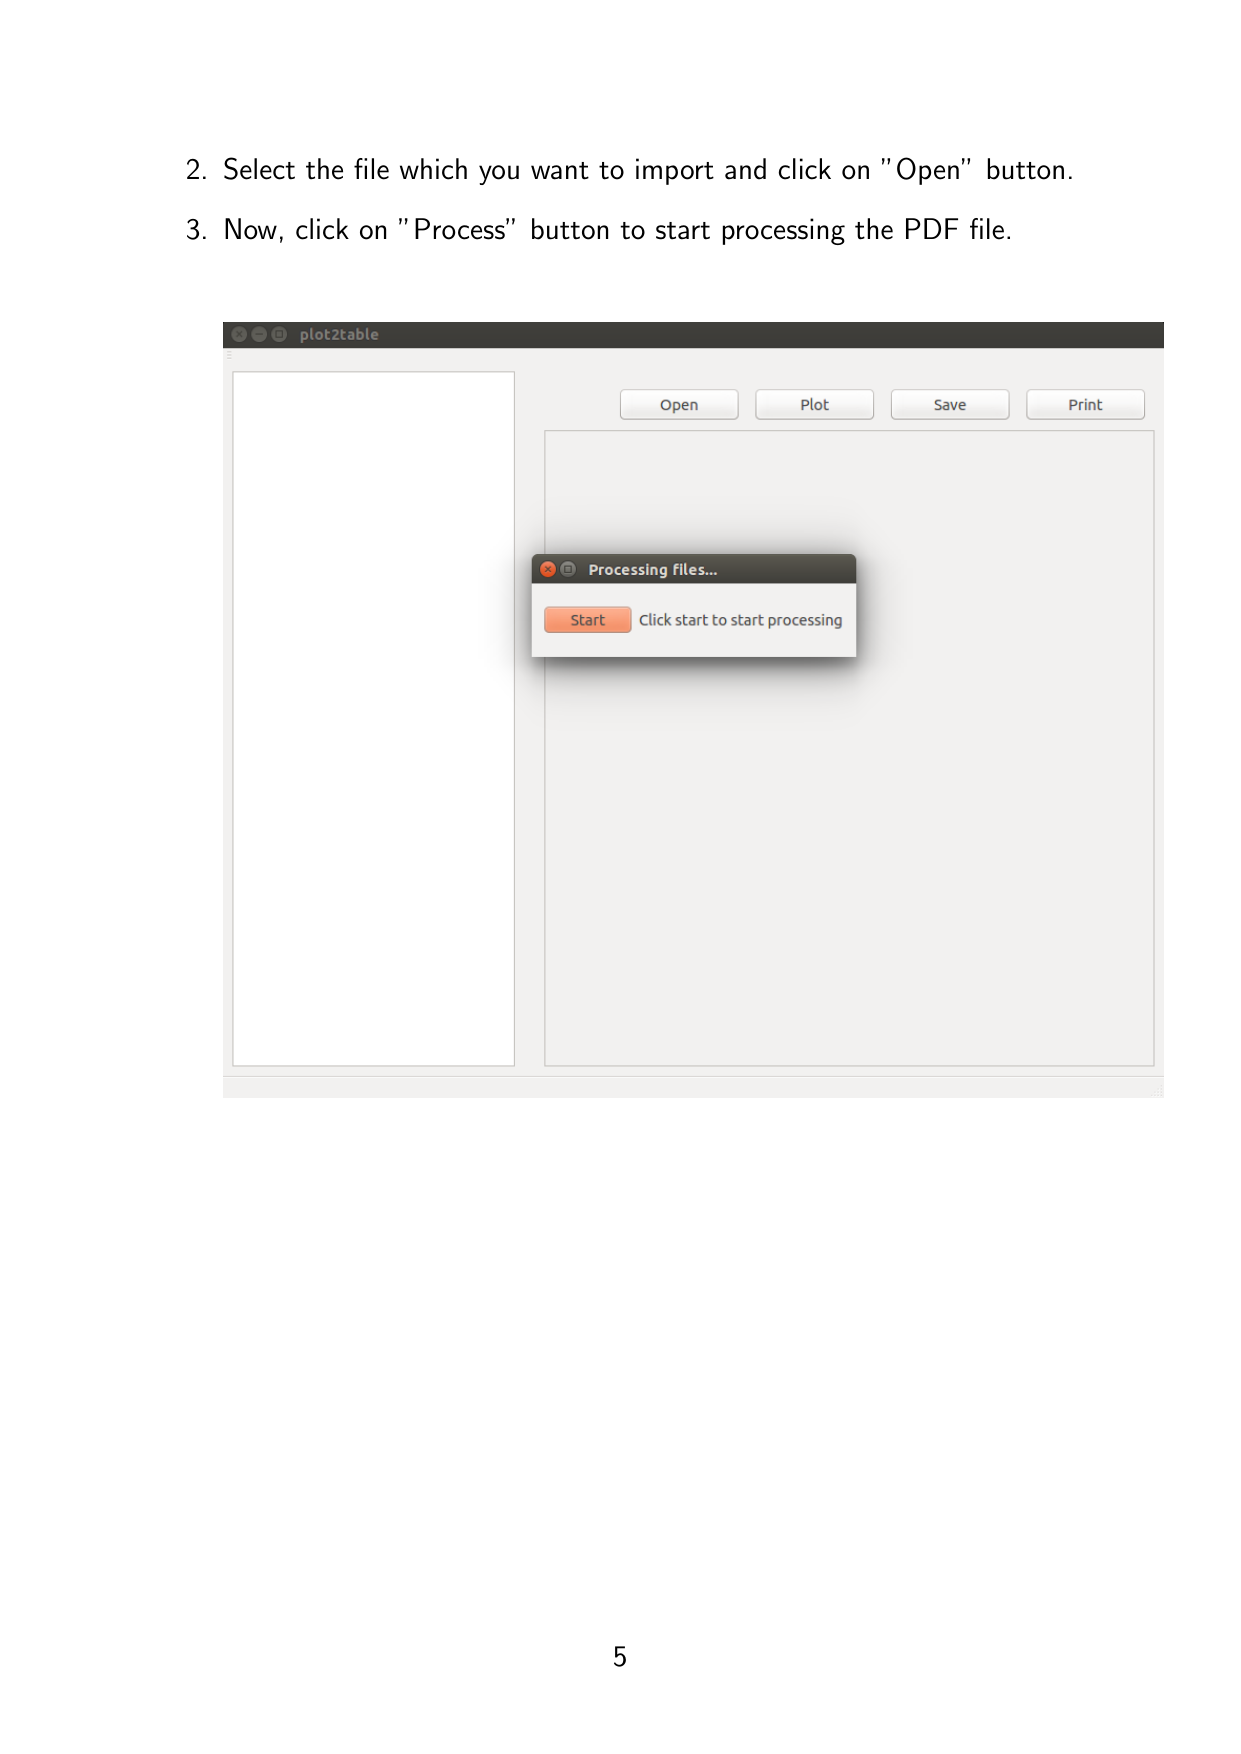 2. Select the file which you want to import and click on ”Open” button.
3. Now, click on ”Process” button to start processing the PDF file.
plot2table
Open Plot Save Print
Processing files...
Start Click start to start processing
5